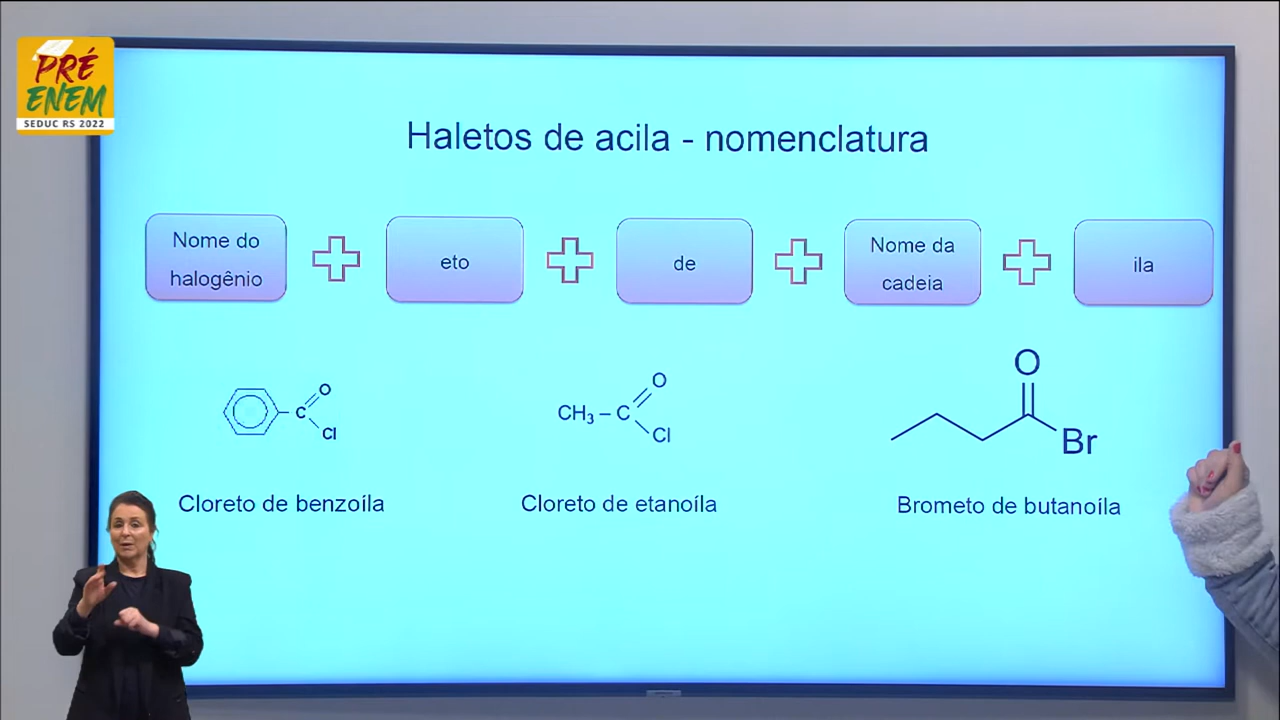 PRÉ
ENEM
SEDUC RS 2022
Haletos de acila - nomenclatura
Nome do
halogênio
eto
de
Nome da
cadeia
ila
O
C
Cl
O
CH₃ – C
Cl
O
Br
Cloreto de benzoíla
Cloreto de etanoíla
Brometo de butanoila